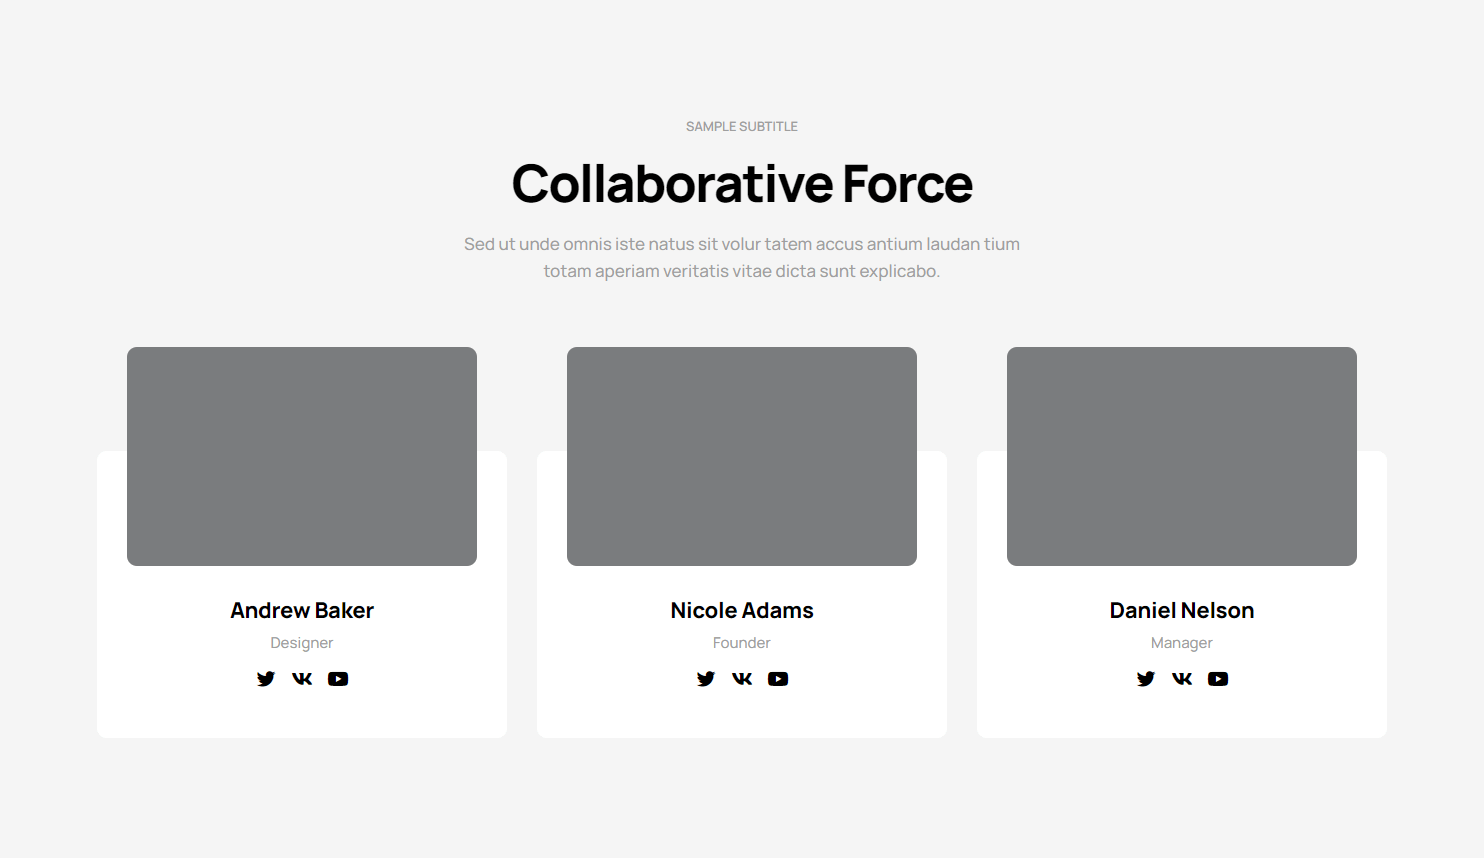 SAMPLE SUBTITLE
Collaborative Force
Sed ut unde omnis iste natus sit volur tatem accus antium laudan tium
totam aperiam veritatis vitae dicta sunt explicabo.
Andrew Baker
Designer
Nicole Adams
Founder
Daniel Nelson
Manager